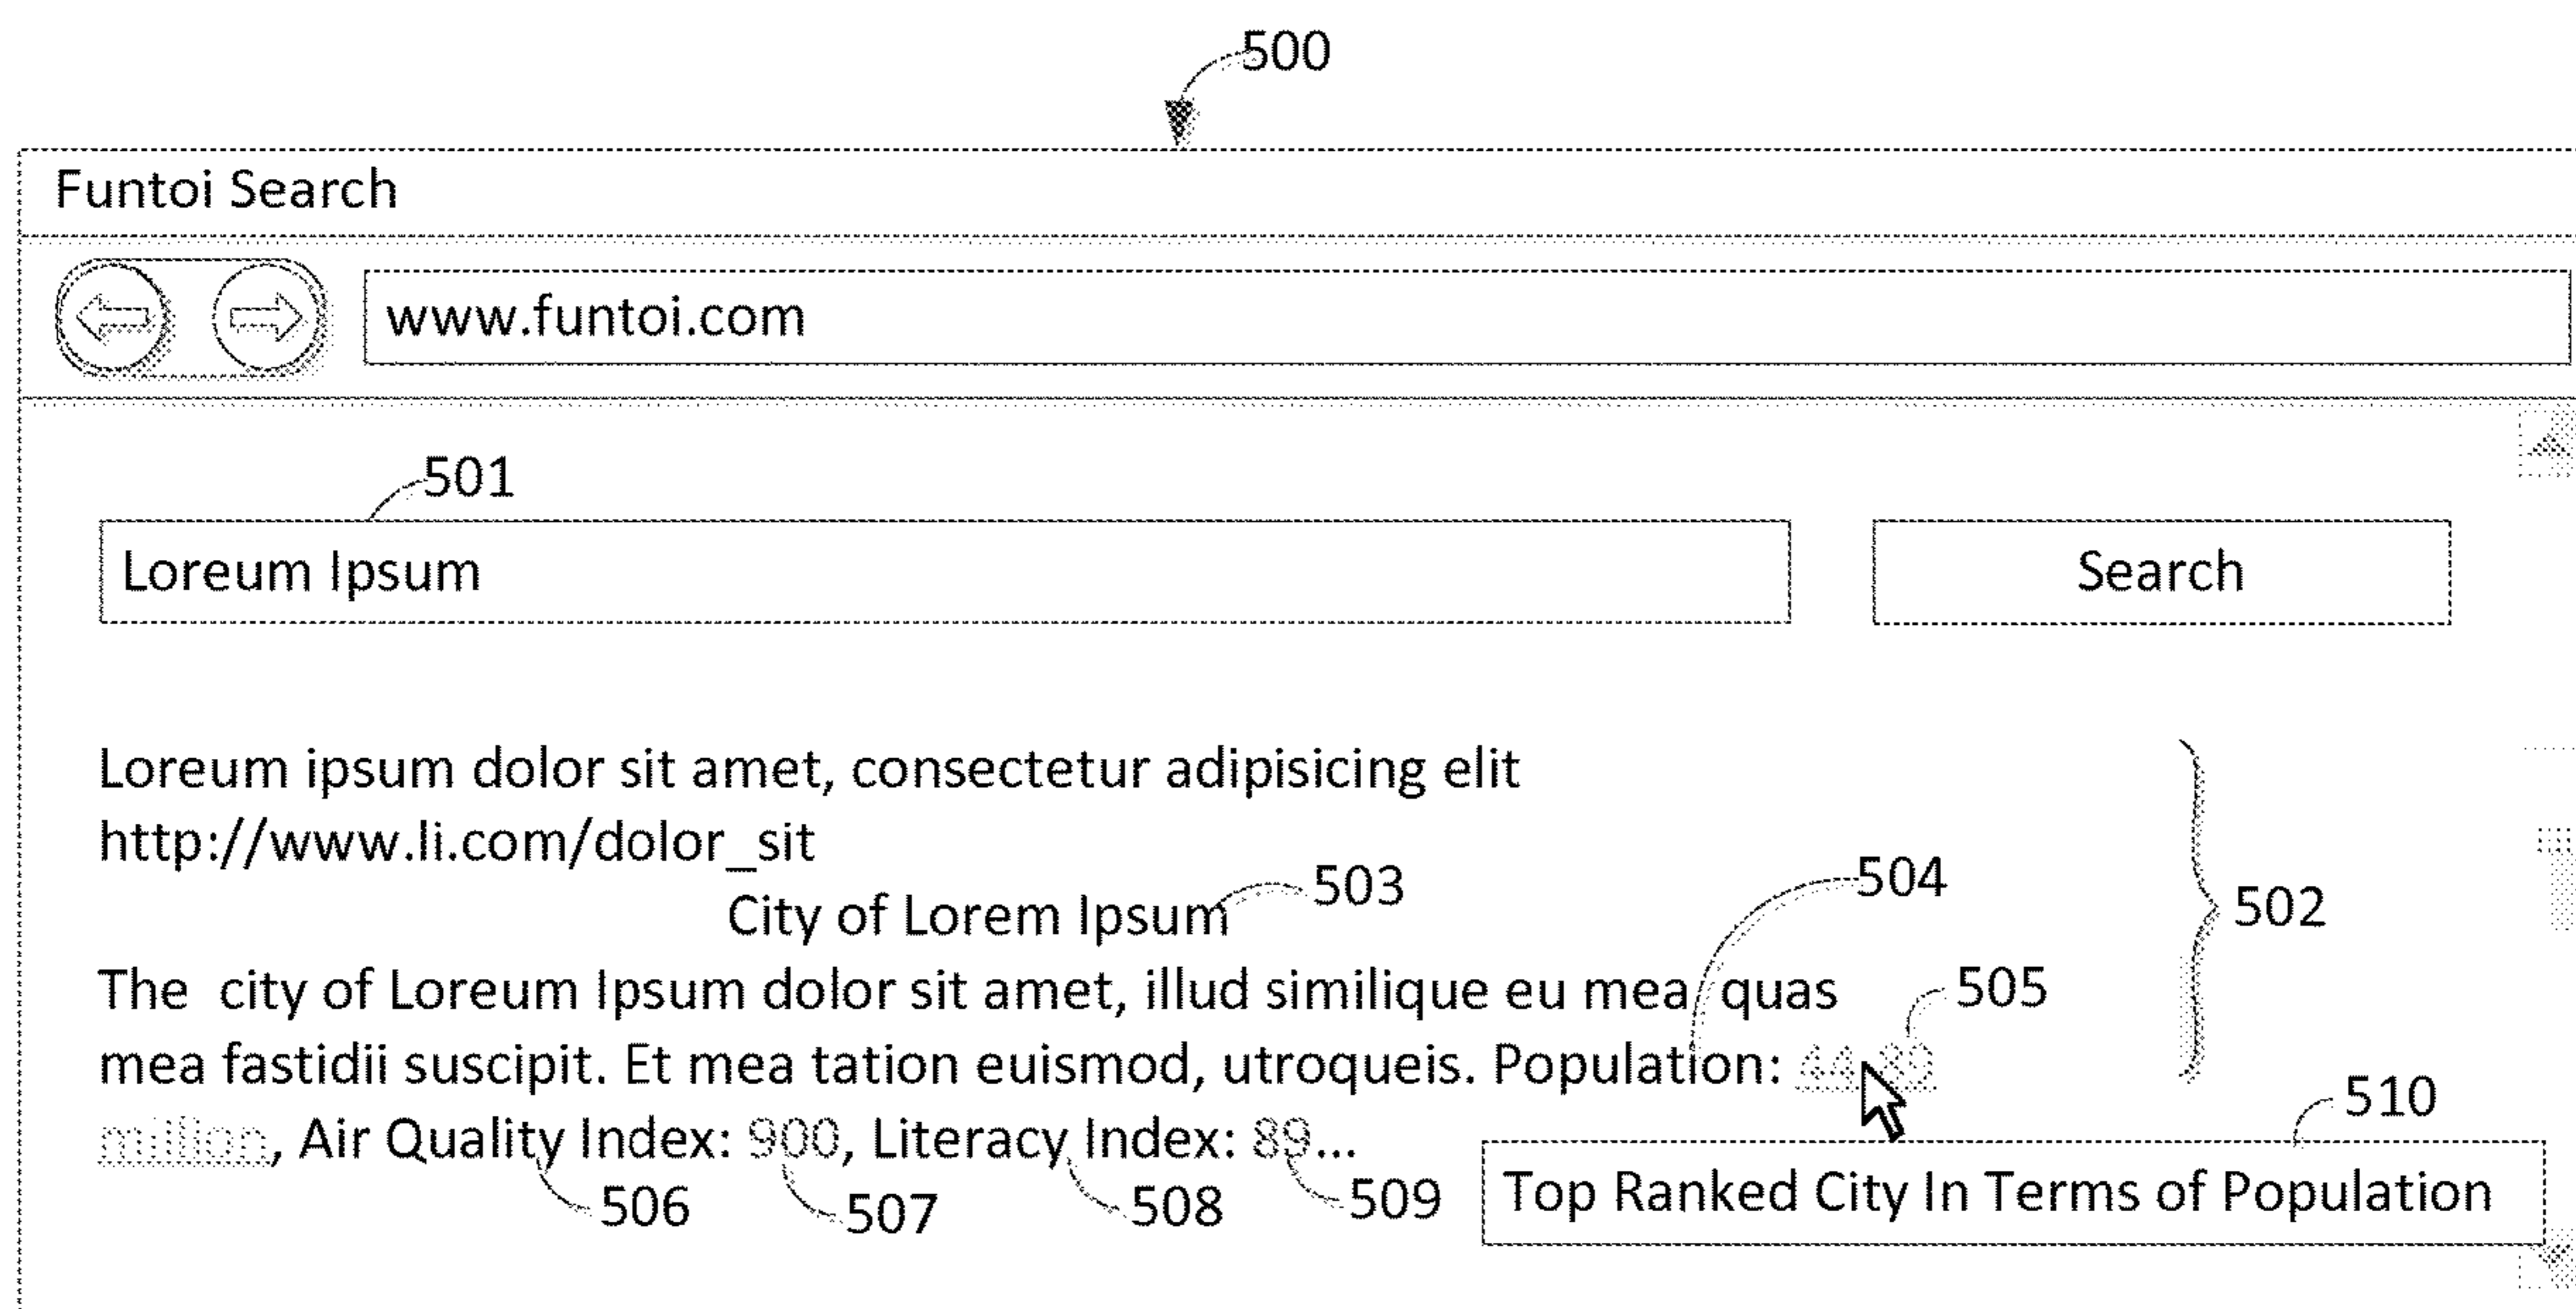 500
Funtoi Search
www.funtoi.com
501
Loreum Ipsum
Search
Loreum ipsum dolor sit amet, consectetur adipisicing elit
http://www.li.com/dolor_sit
City of Lorem Ipsum 503 504
502
The city of Loreum Ipsum dolor sit amet, illud similique eu mea quas 505
mea fastidii suscipit. Et mea tation euismod, utroqueis. Population:
510
million, Air Quality Index: 900, Literacy Index: 89...
506 507 508 509
Top Ranked City In Terms of Population